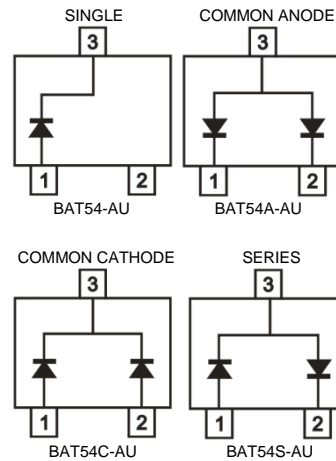 SINGLE
COMMON ANODE
3
3
1
2
1
2
BAT54-AU
BAT54A-AU
COMMON CATHODE
SERIES
3
3
1
2
1
2
BAT54C-AU
BAT54S-AU